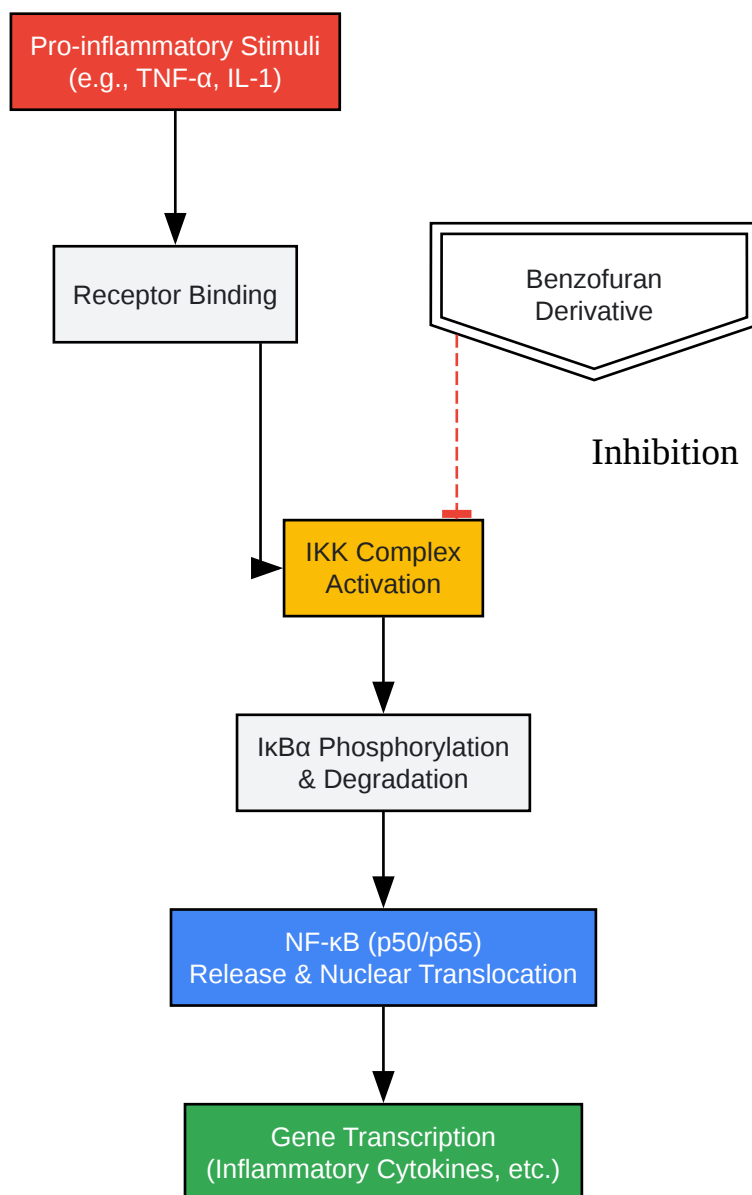 Pro-inflammatory Stimuli
(e.g., TNF-α, IL-1)
Receptor Binding
Benzofuran
Derivative
Inhibition
IKK Complex
Activation
IκBα Phosphorylation
& Degradation
NF-κB (p50/p65)
Release & Nuclear Translocation
Gene Transcription
(Inflammatory Cytokines, etc.)